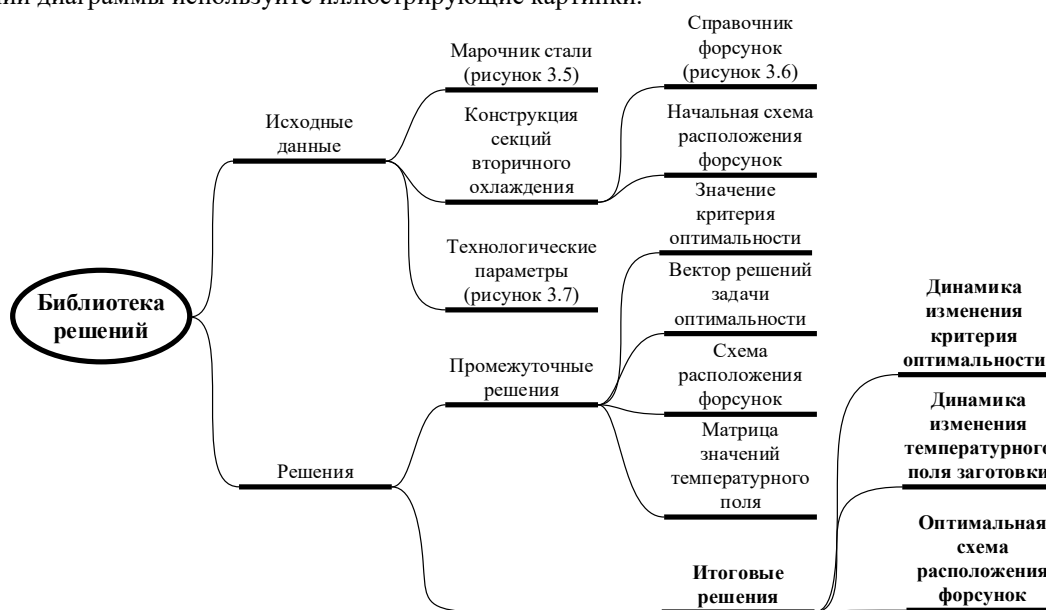 диаграммы используйте иллюстрирующие картинки.
Справочник
форсунок
(рисунок 3.6)
Марочник стали
(рисунок 3.5)
Исходные
данные
Конструкция
секций
вторичного
охлаждения
Начальная схема
расположения
форсунок
Значение
критерия
оптимальности
Технологические
параметры
(рисунок 3.7)
Вектор решений
задачи
оптимальности
Библиотека
решений
Динамика
изменения
критерия
оптимальности
Промежуточные
решения
Схема
расположения
форсунок
Динамика
изменения
температурного
поля заготовки
Матрица
значений
температурного
поля
Решения
Оптимальная
схема
расположения
форсунок
Итоговые
решения